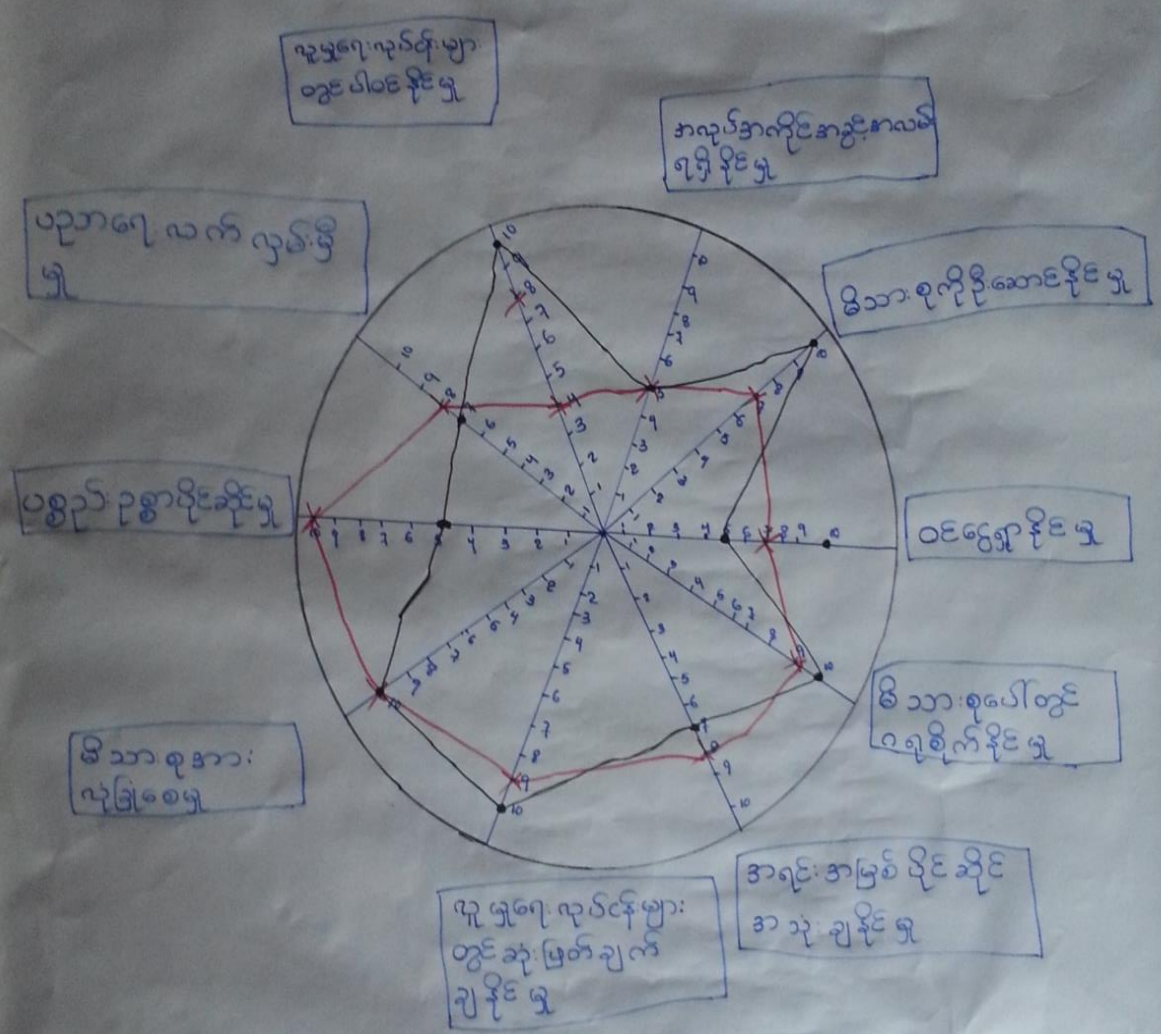 လူမှုရေးလုပ်ငန်းများ
တွင်ပါဝင်နိုင်မှု
အလုပ်အကိုင်အခွင့်အလမ်း
ရရှိနိုင်မှု
ပညာရေးလက်လှမ်းမှီ
မှု
မိသားစုကိုဦးဆောင်နိုင်မှု
ပစ္စည်းဥစ္စာပိုင်ဆိုင်မှု
ဝင်ငွေရှာနိုင်မှု
မိသားစုပေါ်တွင်
ဂရုစိုက်နိုင်မှု
မိသားစုအား
လုံခြုံစေမှု
အရင်းအမြစ်ပိုင်ဆိုင်
အသုံးချနိုင်မှု
လူမှုရေးလုပ်ငန်းများ
တွင်ဆုံးဖြတ်ချက်
ချနိုင်မှု